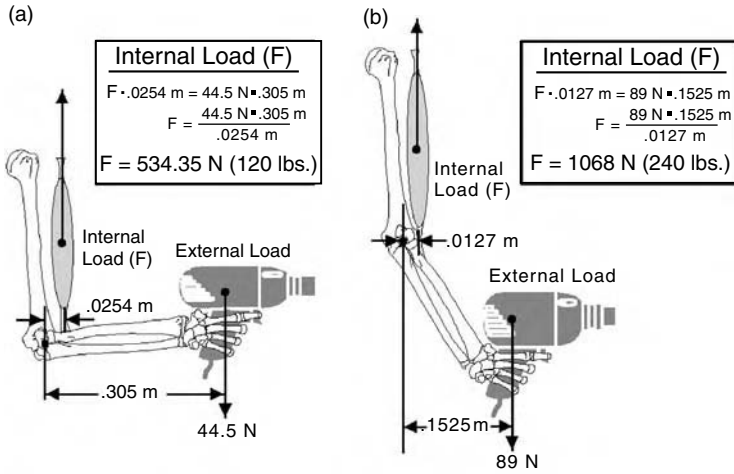 (a)
Internal Load (F)
F▪.0254 m = 44.5 N▪.305 m
F = 44.5 N▪.305 m
.0254 m
F = 534.35 N (120 lbs.)
Internal
Load (F)
External Load
.0254 m
.305 m
44.5 N
(b)
Internal Load (F)
F▪.0127 m = 89 N▪.1525 m
F = 89 N▪.1525 m
.0127 m
F = 1068 N (240 lbs.)
Internal
Load (F)
.0127 m
External Load
.1525 m
89 N